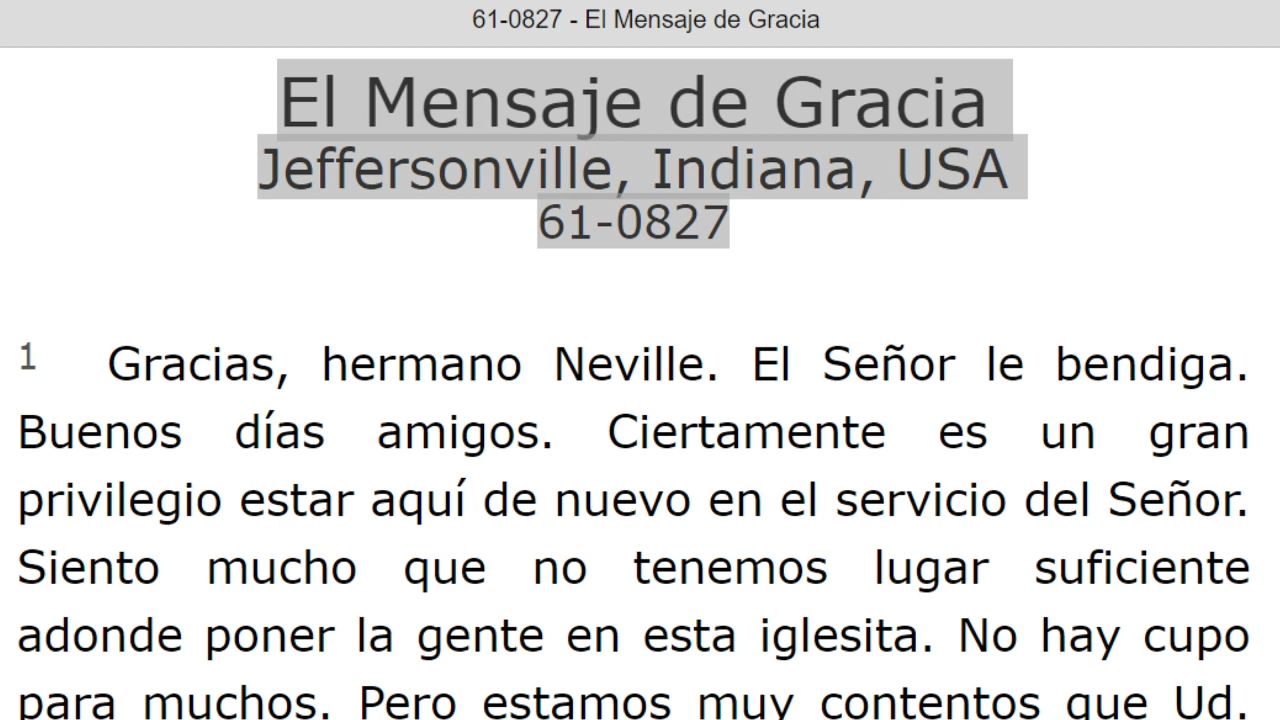 61-0827 - El Mensaje de Gracia
El Mensaje de Gracia
Jeffersonville, Indiana, USA
61-0827
1 Gracias, hermano Neville. El Señor le bendiga.
Buenos días amigos. Ciertamente es un gran
privilegio estar aquí de nuevo en el servicio del Señor.
Siento mucho que no tenemos lugar suficiente
adonde poner la gente en esta iglesita. No hay cupo
para muchos. Pero estamos muy contentos que Ud.